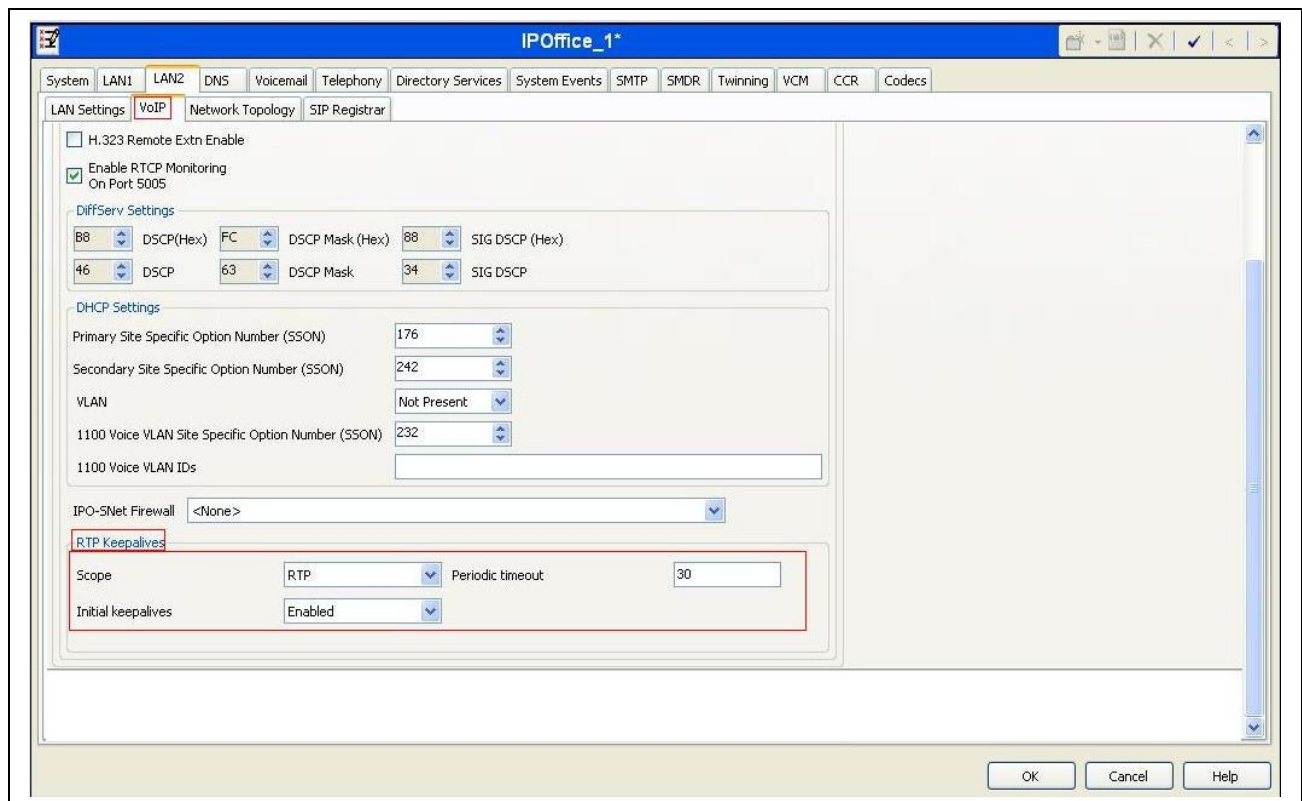 IPOffice_1*
System LAN1 LAN2 DNS Voicemail Telephony Directory Services System Events SMTP SMDR Twinning VCM CCR Codecs
LAN Settings VoIP Network Topology SIP Registrar
H.323 Remote Extn Enable
Enable RTCP Monitoring
On Port 5005
DiffServ Settings
B8 DSCP(Hex) FC DSCP Mask (Hex) 88 SIG DSCP (Hex)
46 DSCP 63 DSCP Mask 34 SIG DSCP
DHCP Settings
Primary Site Specific Option Number (SSON) 176
Secondary Site Specific Option Number (SSON) 242
VLAN Not Present
1100 Voice VLAN Site Specific Option Number (SSON) 232
1100 Voice VLAN IDs
IPO-SNet Firewall <None>
RTP Keepalives
Scope RTP Periodic timeout 30
Initial keepalives Enabled
OK Cancel Help